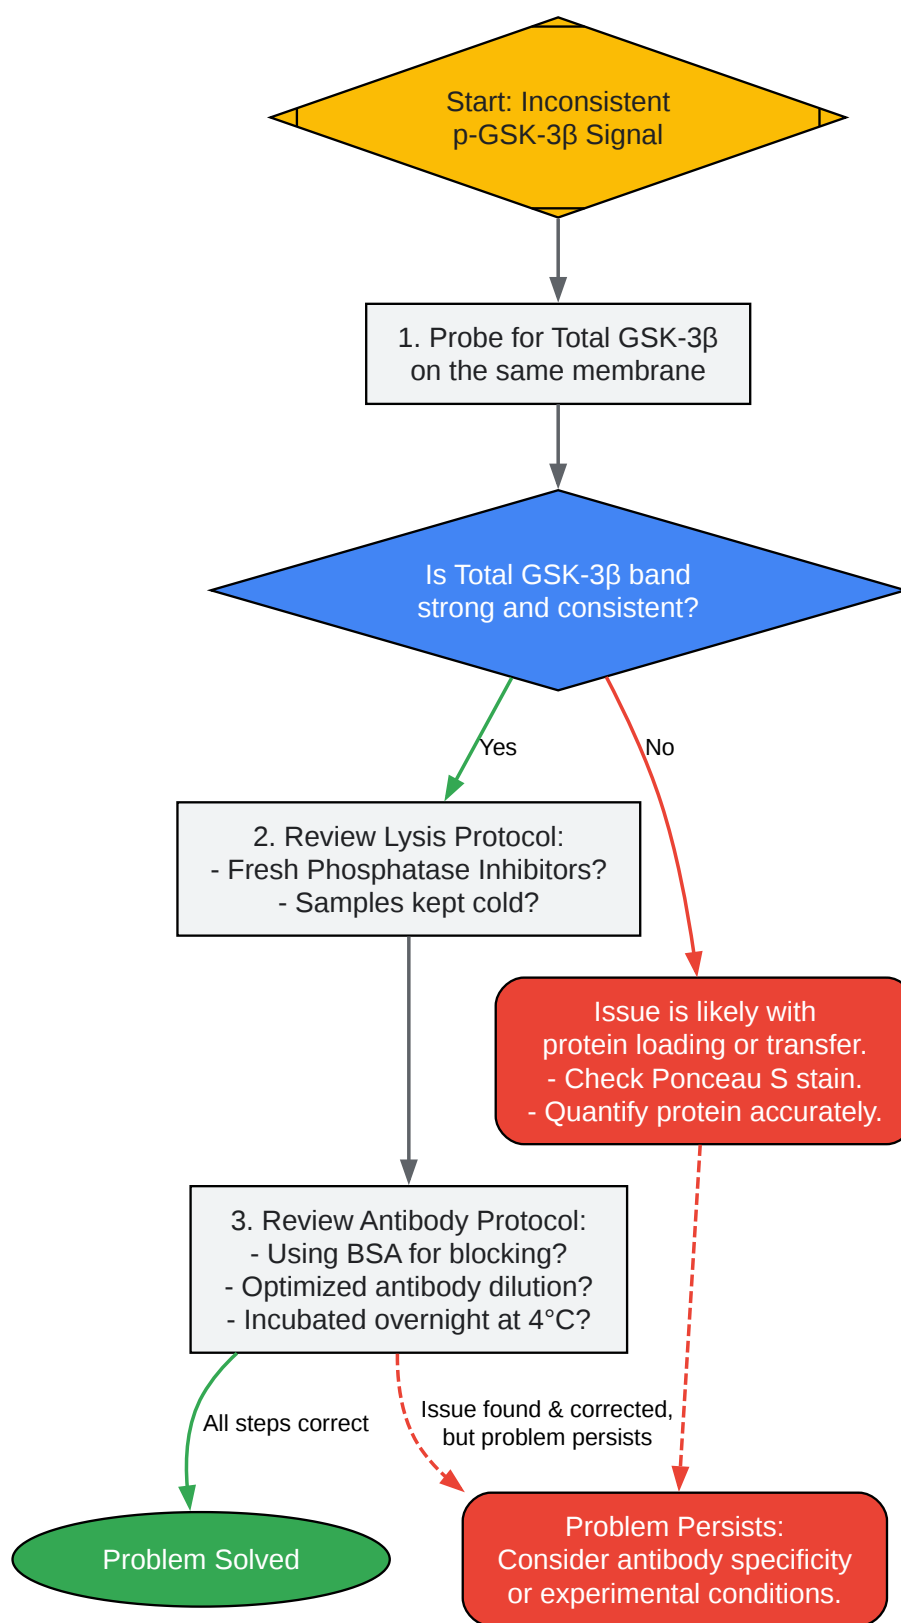 Start: Inconsistent
p-GSK-3β Signal
1. Probe for Total GSK-3β
on the same membrane
Is Total GSK-3β band
strong and consistent?
Yes
No
2. Review Lysis Protocol:
- Fresh Phosphatase Inhibitors?
- Samples kept cold?
Issue is likely with
protein loading or transfer.
- Check Ponceau S stain.
- Quantify protein accurately.
3. Review Antibody Protocol:
- Using BSA for blocking?
- Optimized antibody dilution?
- Incubated overnight at 4°C?
All steps correct
Issue found & corrected,
but problem persists
Problem Solved
Problem Persists:
Consider antibody specificity
or experimental conditions.